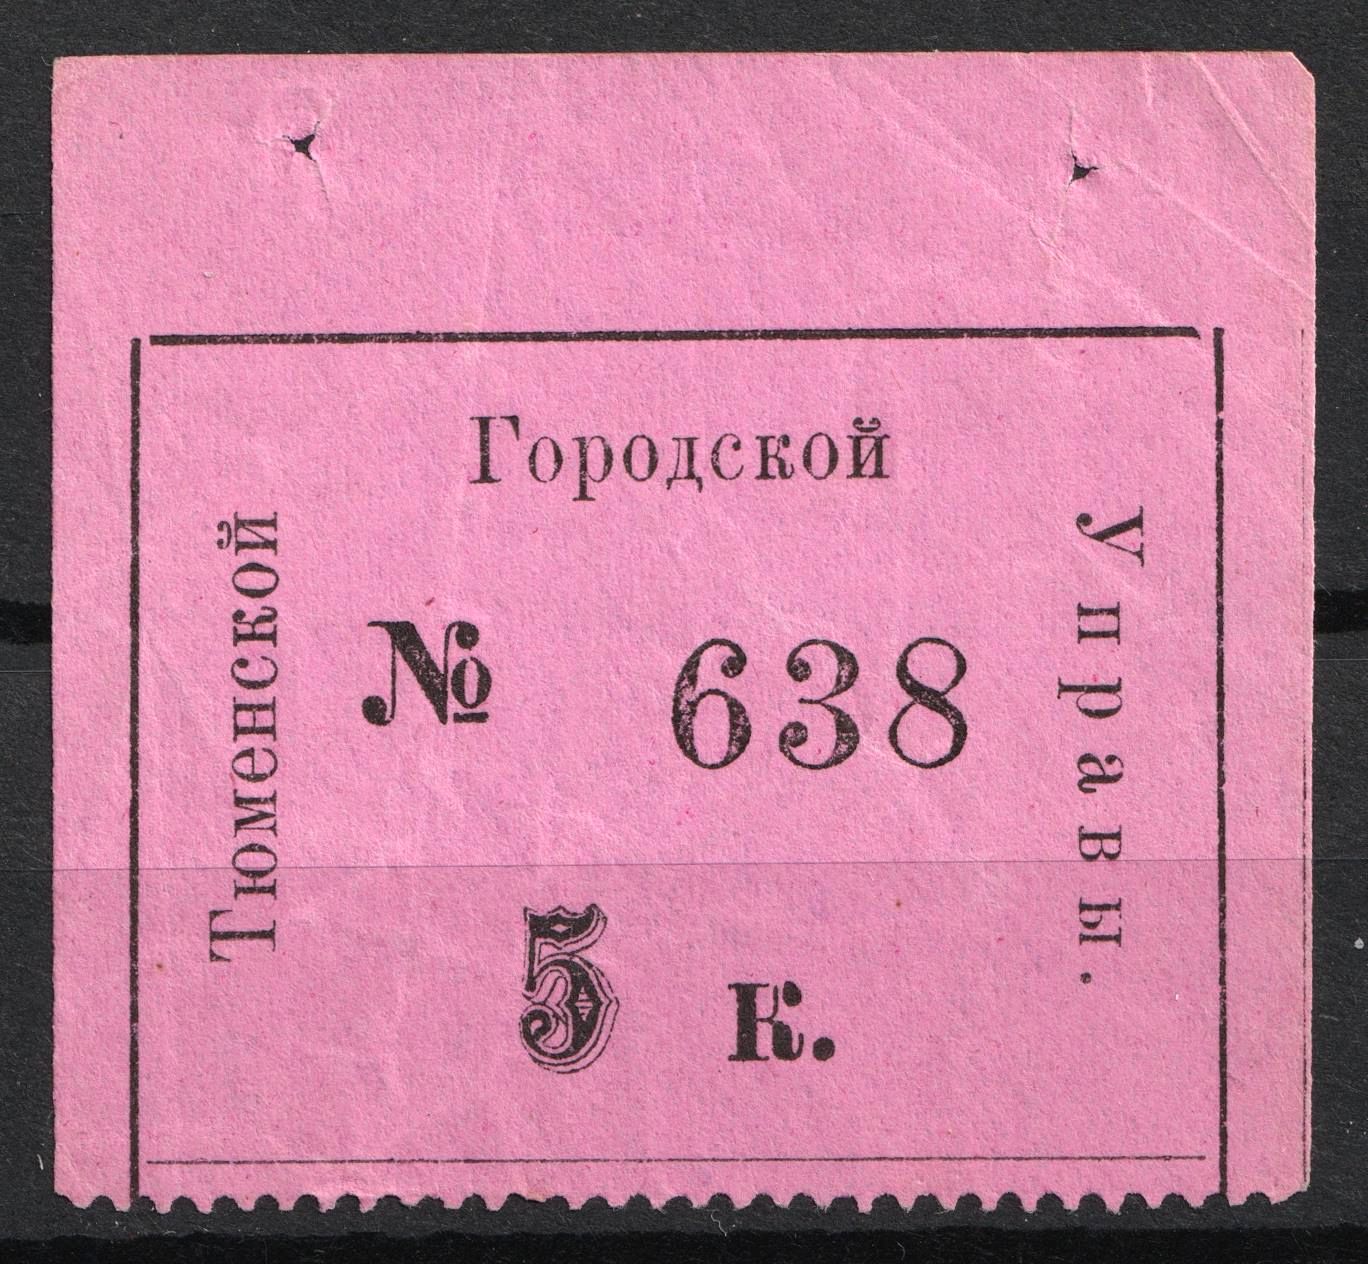 Тюменской
Городской
Управы.
№ 638
5 к.